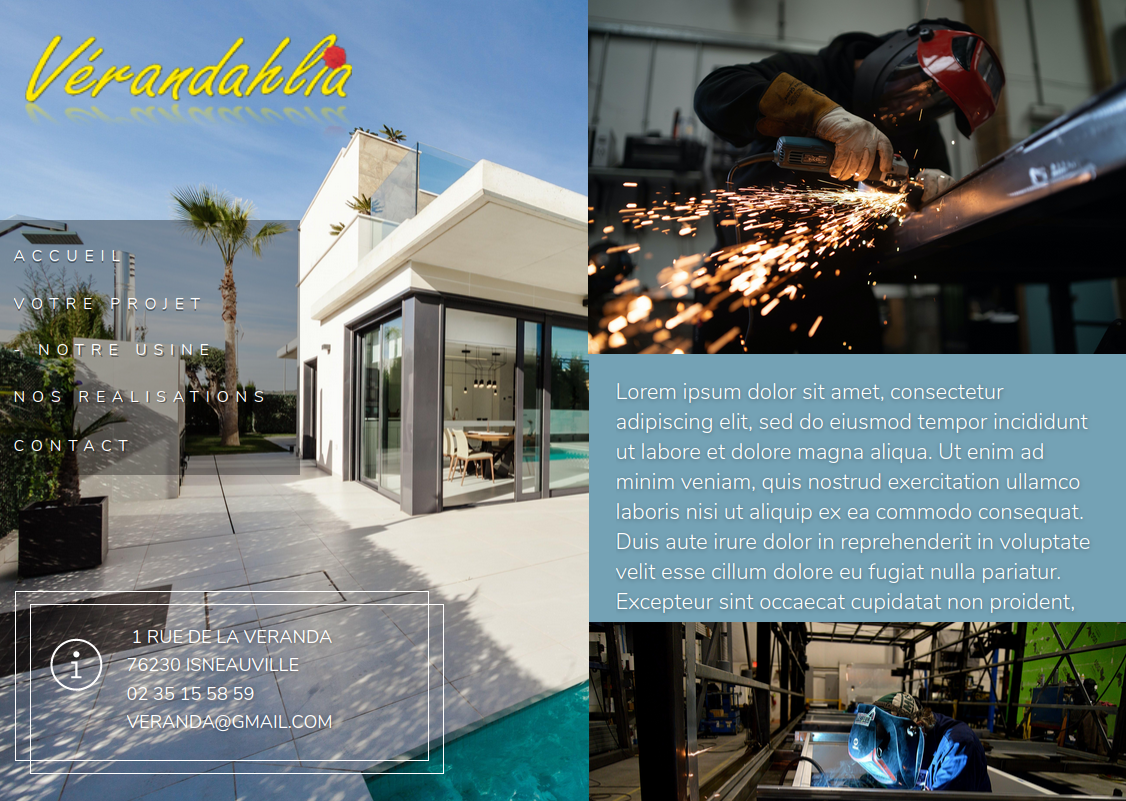 Vérandahlia
ACCUEIL
VOTRE PROJET
- NOTRE USINE
NOS REALISATIONS
CONTACT
1 RUE DE LA VERANDA
76230 ISNEAUVILLE
02 35 15 58 59
VERANDA@GMAIL.COM
Lorem ipsum dolor sit amet, consectetur
adipiscing elit, sed do eiusmod tempor incididunt
ut labore et dolore magna aliqua. Ut enim ad
minim veniam, quis nostrud exercitation ullamco
laboris nisi ut aliquip ex ea commodo consequat.
Duis aute irure dolor in reprehenderit in voluptate
velit esse cillum dolore eu fugiat nulla pariatur.
Excepteur sint occaecat cupidatat non proident,